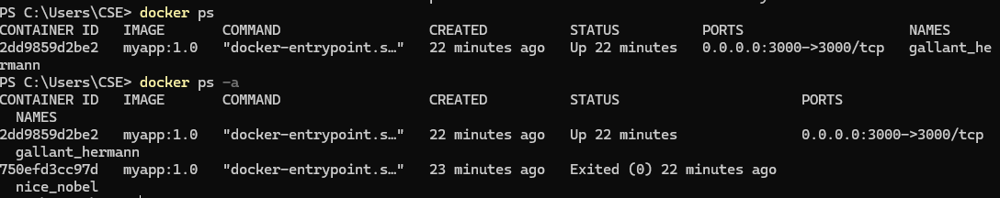 PS C:\Users\CSE> docker ps
CONTAINER ID   IMAGE       COMMAND                  CREATED          STATUS          PORTS                    NAMES
2dd9859d2be2   myapp:1.0   "docker-entrypoint.s…"   22 minutes ago   Up 22 minutes   0.0.0.0:3000->3000/tcp   gallant_he
rmann
PS C:\Users\CSE> docker ps -a
CONTAINER ID   IMAGE       COMMAND                  CREATED          STATUS                      PORTS
  NAMES
2dd9859d2be2   myapp:1.0   "docker-entrypoint.s…"   22 minutes ago   Up 22 minutes               0.0.0.0:3000->3000/tcp
  gallant_hermann
750efd3cc97d   myapp:1.0   "docker-entrypoint.s…"   23 minutes ago   Exited (0) 22 minutes ago
  nice_nobel